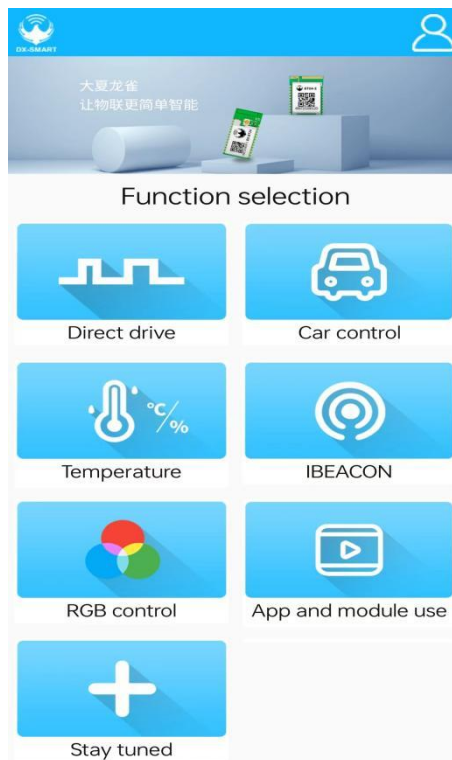 DX-SMART
大夏龙雀
让物联更简单智能
Function selection
Direct drive
Car control
°C/%
Temperature
IBEACON
RGB control
App and module use
Stay tuned